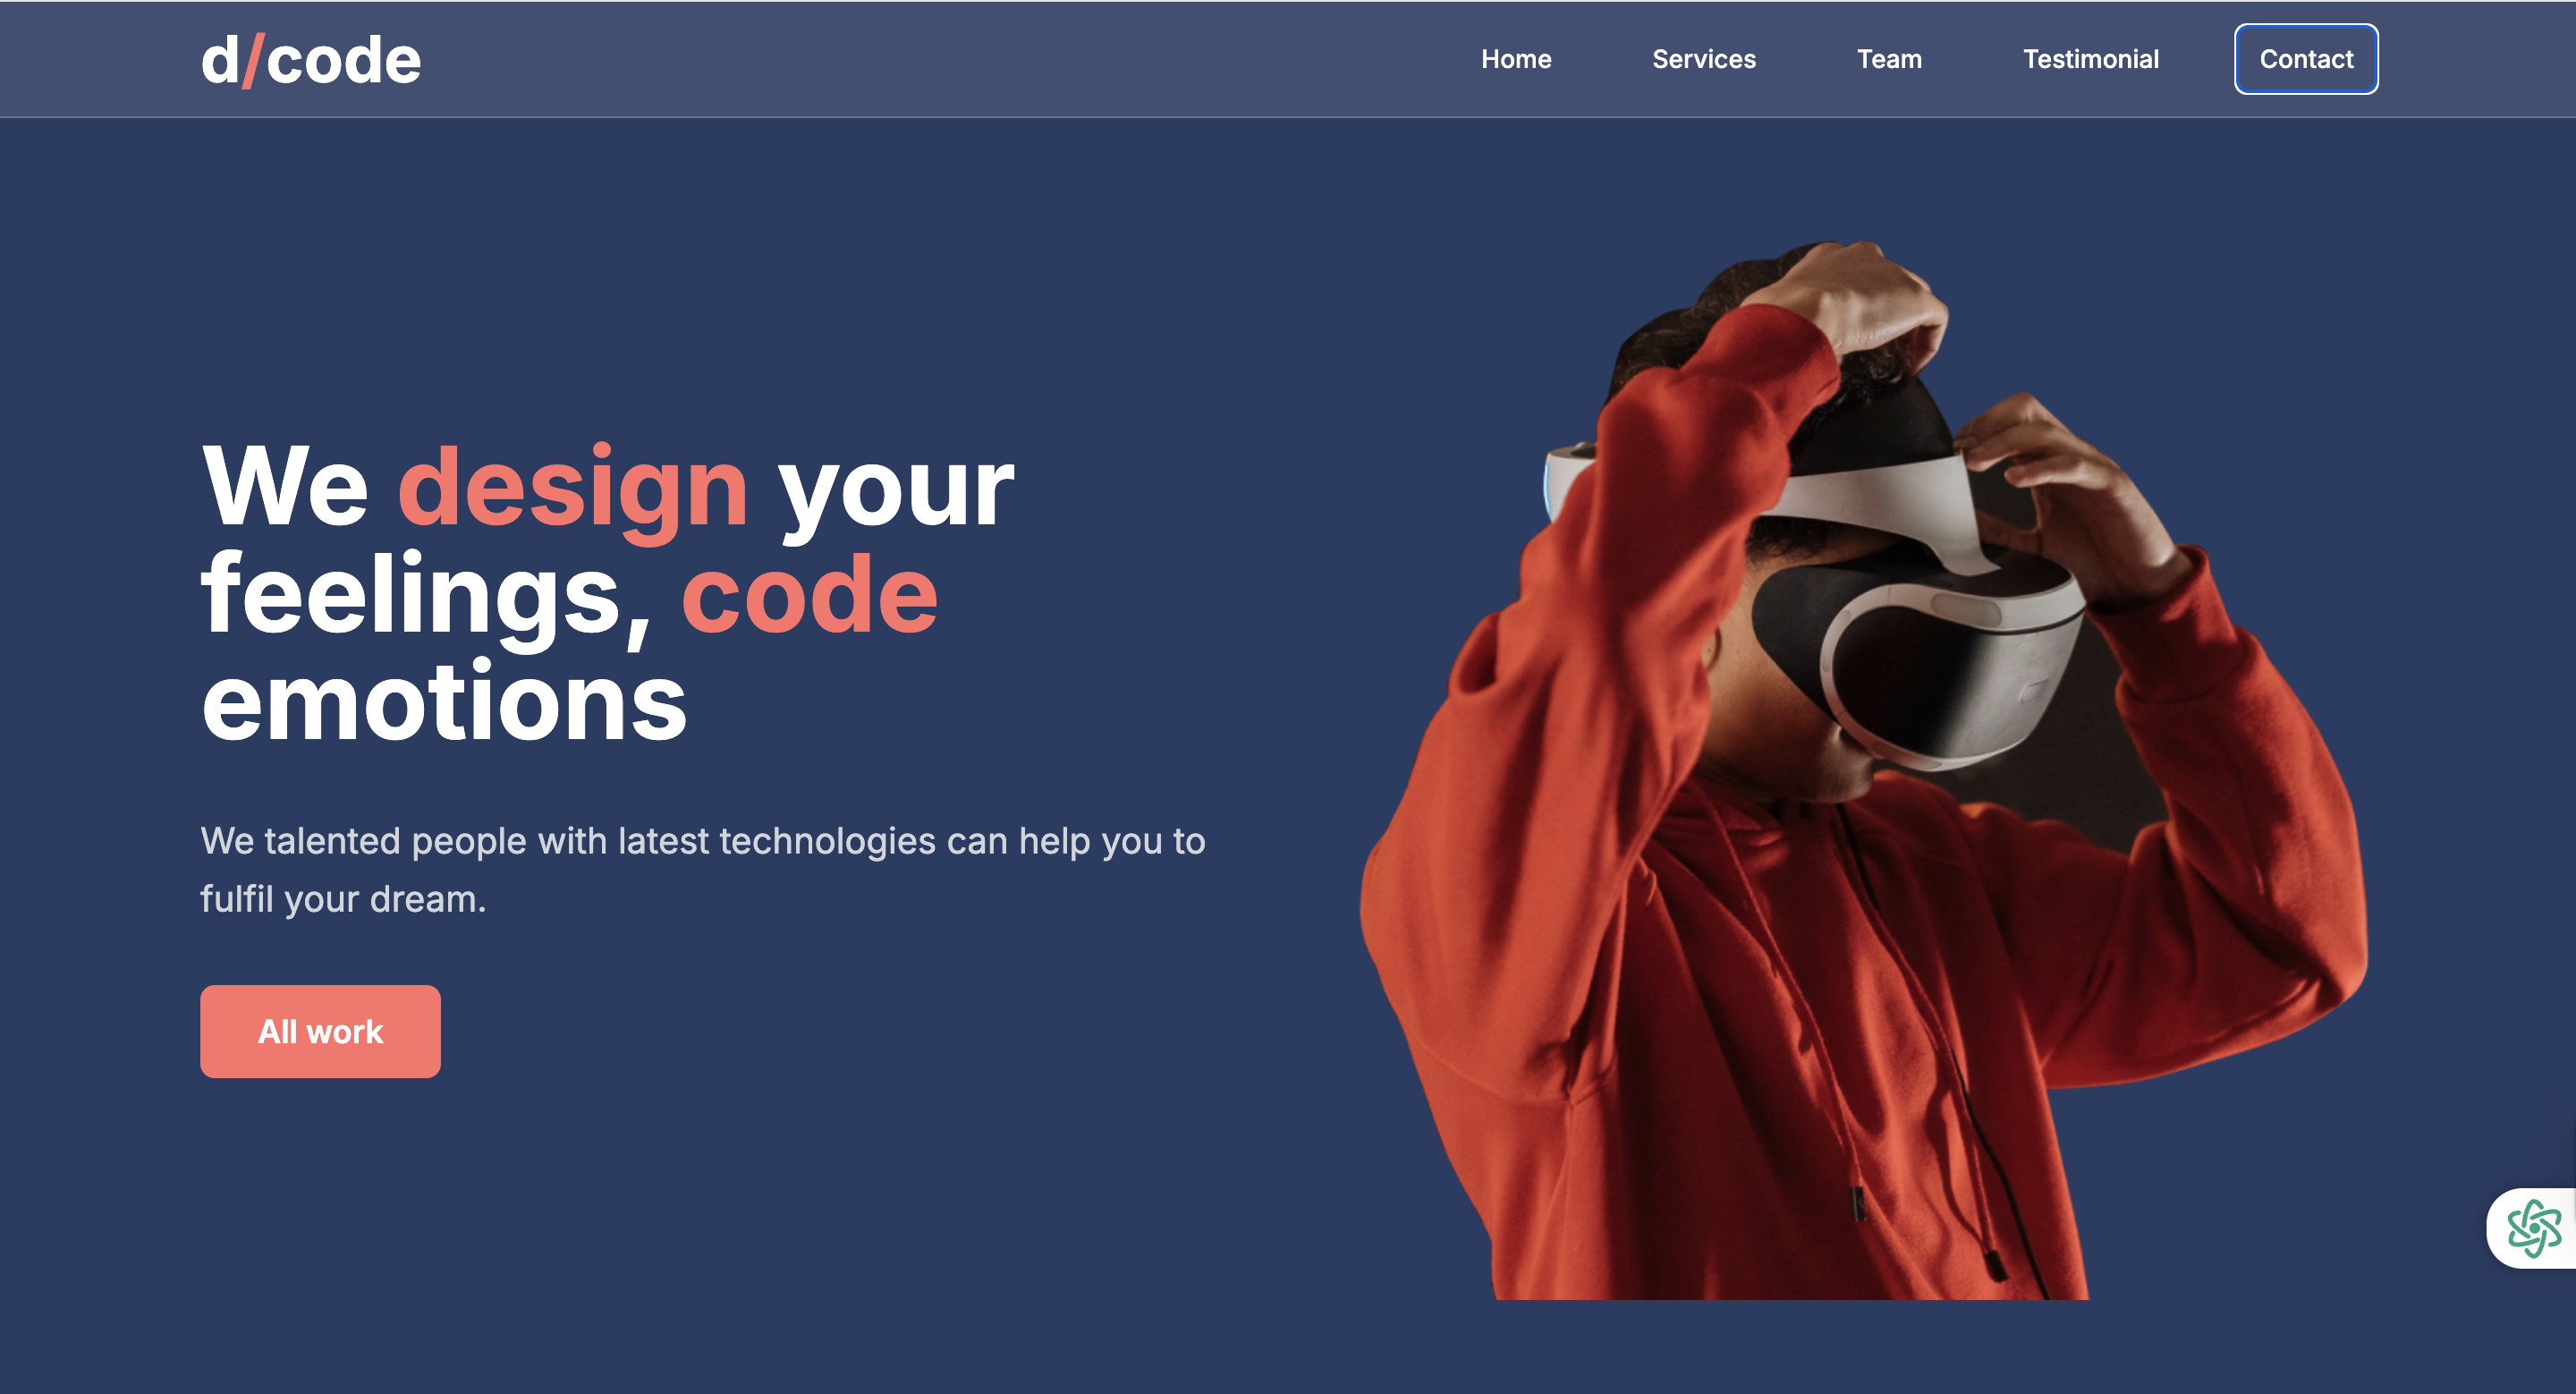 d/code
Home Services Team Testimonial Contact
We design your
feelings, code
emotions
We talented people with latest technologies can help you to
fulfil your dream.
All work